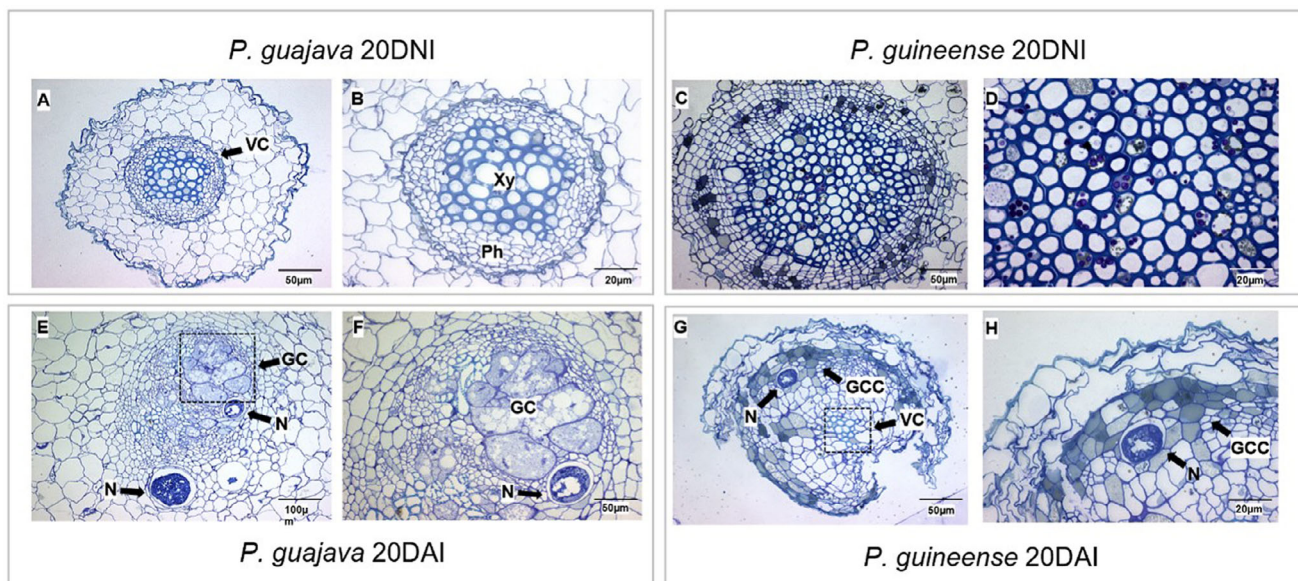 P. guajava 20DNI
P. guineense 20DNI
A
VC
50µm
B
Xy
Ph
20µm
C
50µm
D
20µm
E
GC
N
N
100µ
m
F
GC
N
50µm
G
N
GCC
VC
50µm
H
GCC
N
20µm
P. guajava 20DAI
P. guineense 20DAI